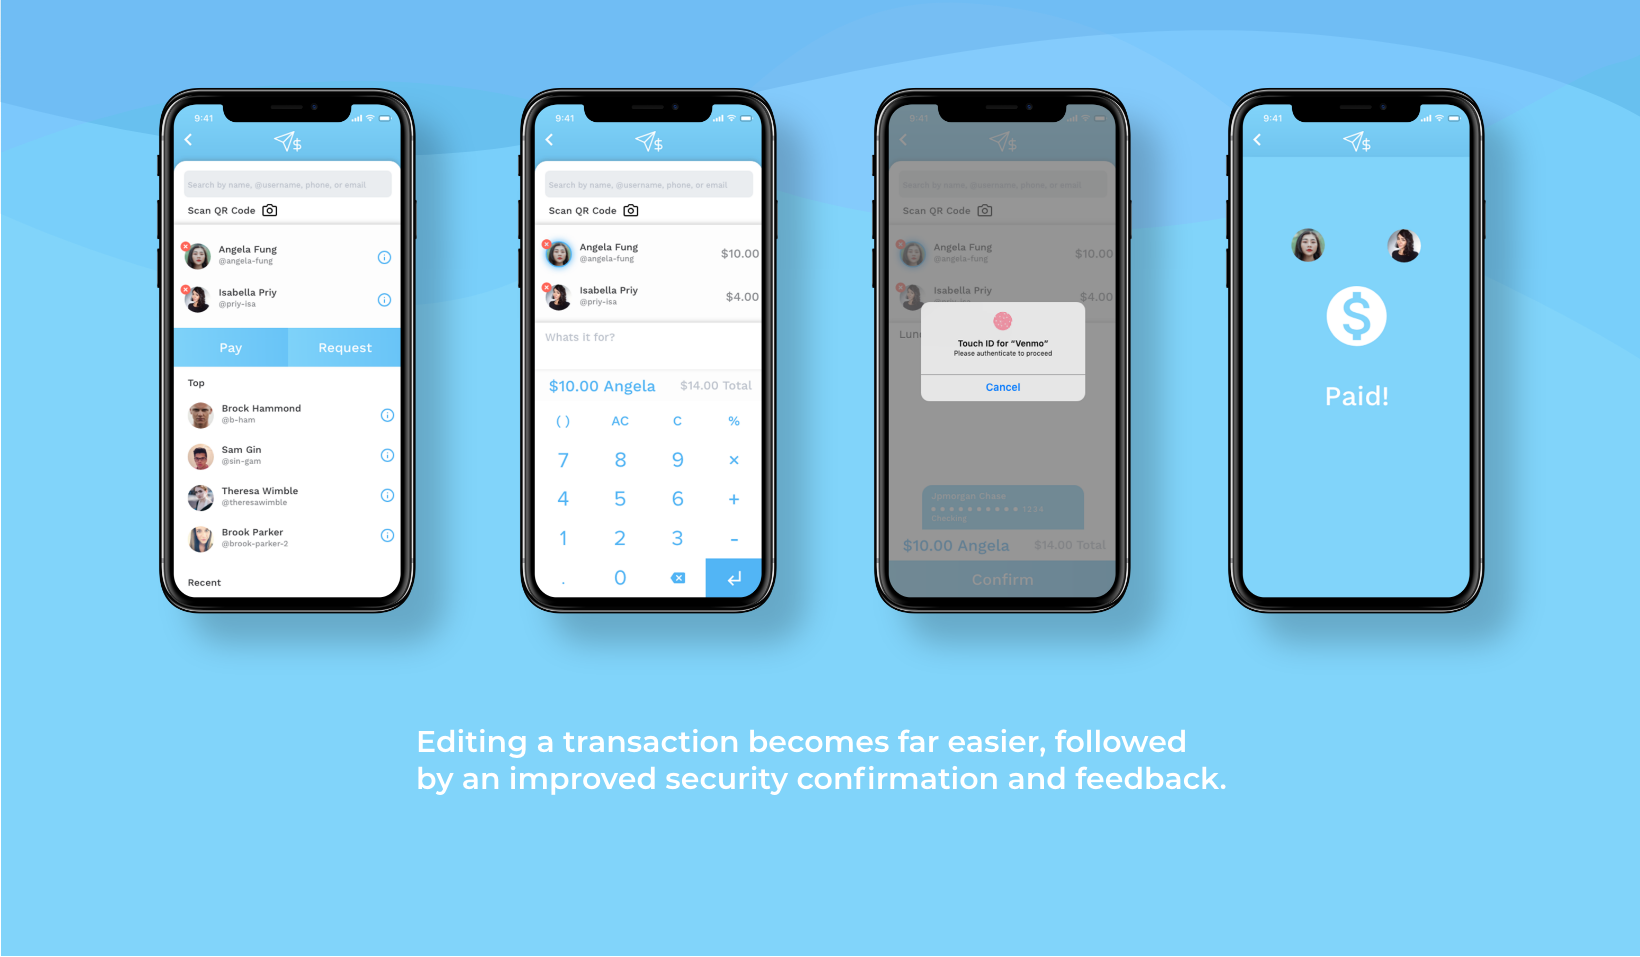 9:41
$
Search by name, @username, phone, or email
Scan QR Code
Angela Fung
@angela-fung
Isabella Priy
@priy-isa
Pay Request
Top
Brock Hammond
@b-ham
Sam Gin
@sin-gam
Theresa Wimble
@theresawimble
Brook Parker
@brook-parker-2
Recent
9:41
$
Search by name, @username, phone, or email
Scan QR Code
Angela Fung
@angela-fung
$10.00
Isabella Priy
@priy-isa
$4.00
Whats it for?
$10.00 Angela $14.00 Total
( ) AC C %
7 8 9 ×
4 5 6 +
1 2 3 -
. 0
9:41
$
Search by name, @username, phone, or email
Scan QR Code
Angela Fung
@angela-fung
$10.00
Isabella Priy
$4.00
Touch ID for “Venmo”
Please authenticate to proceed
Cancel
Jpmorgan Chase
•••••••••• 1234
Checking
$10.00 Angela $14.00 Total
Confirm
9:41
$
$
Paid!
Editing a transaction becomes far easier, followed
by an improved security confirmation and feedback.